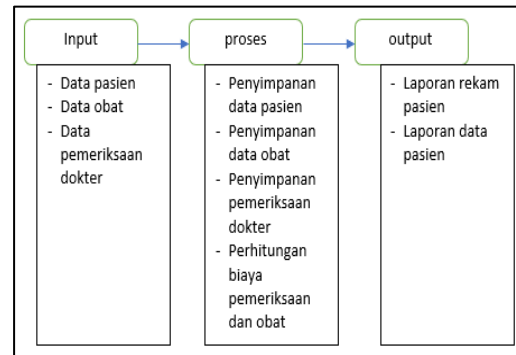 Input
proses
output
- Data pasien
- Data obat
- Data
pemeriksaan
dokter
- Penyimpanan
data pasien
- Penyimpanan
data obat
- Penyimpanan
pemeriksaan
dokter
- Perhitungan
biaya
pemeriksaan
dan obat
- Laporan rekam
pasien
- Laporan data
pasien